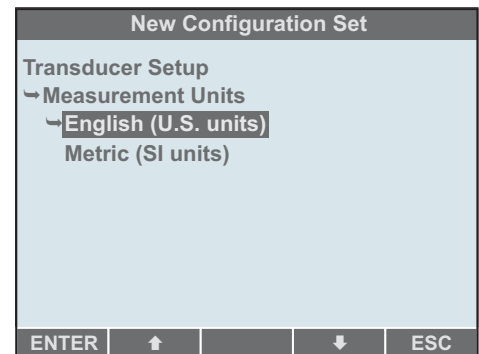 New Configuration Set
Transducer Setup
➥Measurement Units
➥English (U.S. units)
Metric (SI units)
ENTER ⬆ ⬇ ESC